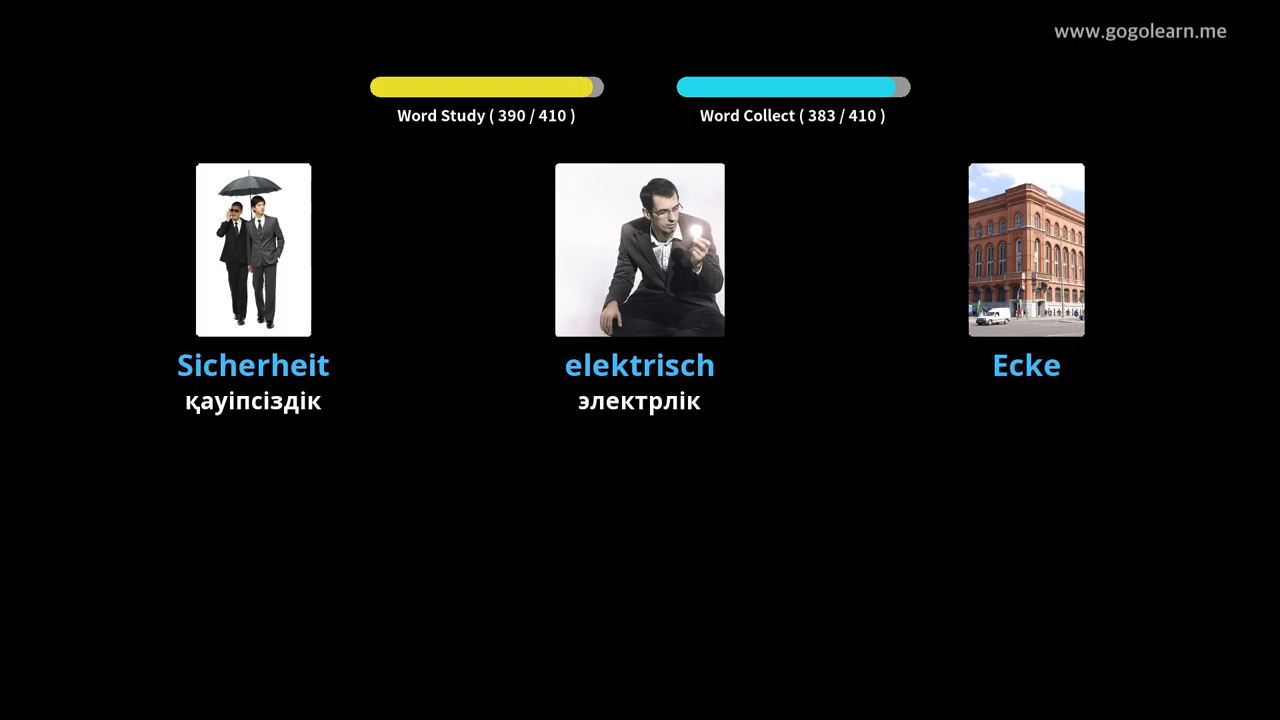 www.gogolearn.me
Word Study ( 390 / 410 )
Word Collect ( 383 / 410 )
Sicherheit
қауіпсіздік
elektrisch
электрлік
Ecke